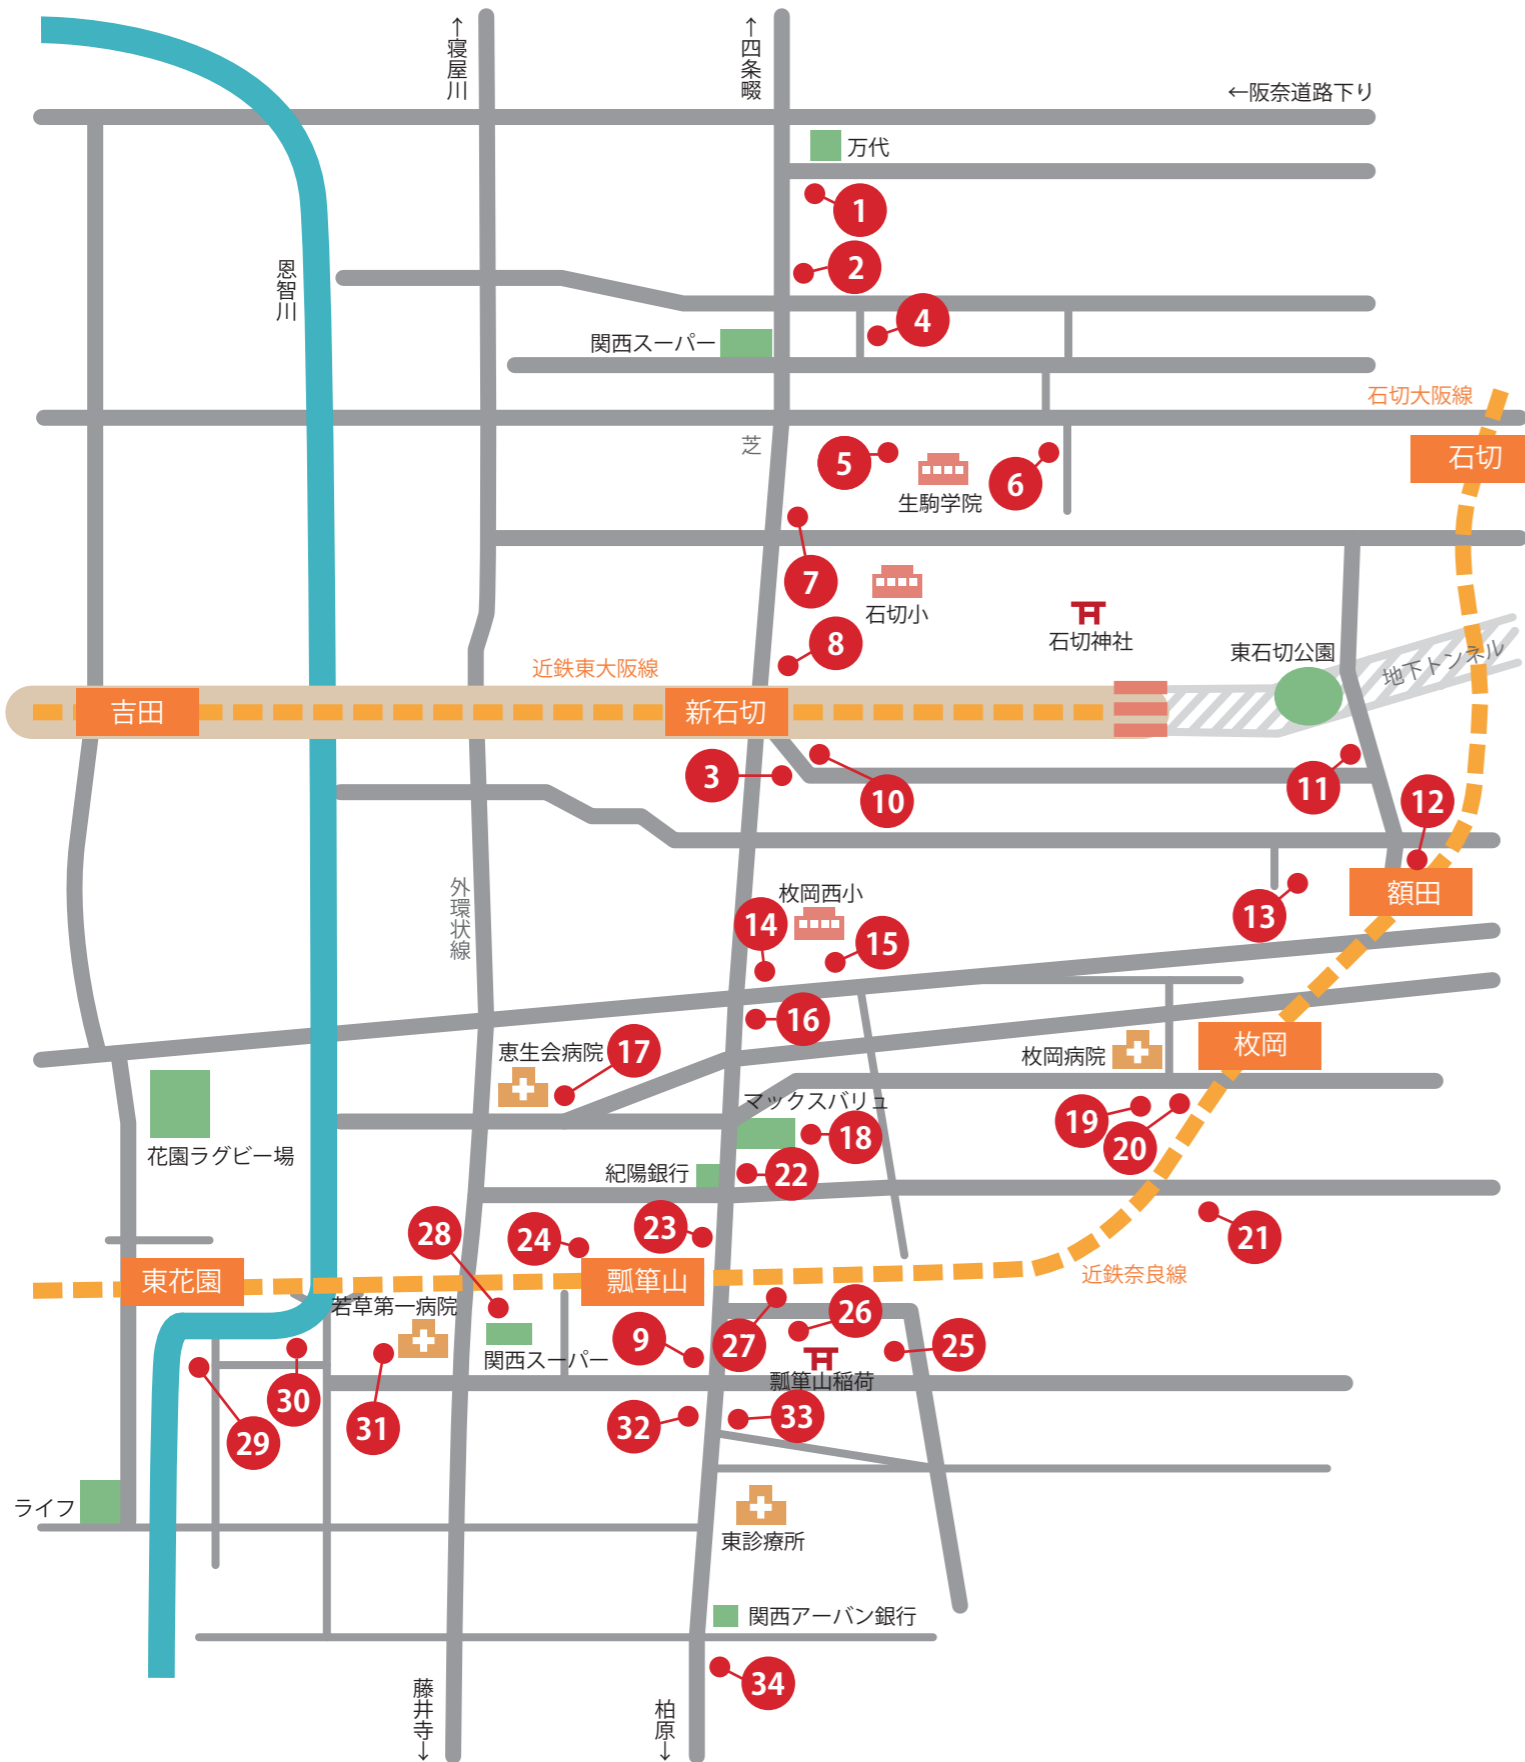 ↑寝屋川
↑四条畷
←阪奈道路下り
万代
1
2
恩智川
4
関西スーパー
石切大阪線
芝
5
6
石切
生駒学院
7
石切小
8
石切神社
東石切公園
地下トンネル
近鉄東大阪線
吉田
新石切
3
10
11
12
外環状線
枚岡西小
額田
14
13
15
16
枚岡
恵生会病院
17
枚岡病院
マックスバリュ
19
18
20
花園ラグビー場
紀陽銀行
22
28
24
23
21
東花園
瓢箪山
近鉄奈良線
若草第一病院
26
9
27
25
関西スーパー
瓢箪山稲荷
30
31
32
33
29
ライフ
東診療所
関西アーバン銀行
34
藤井寺↓
柏原↓